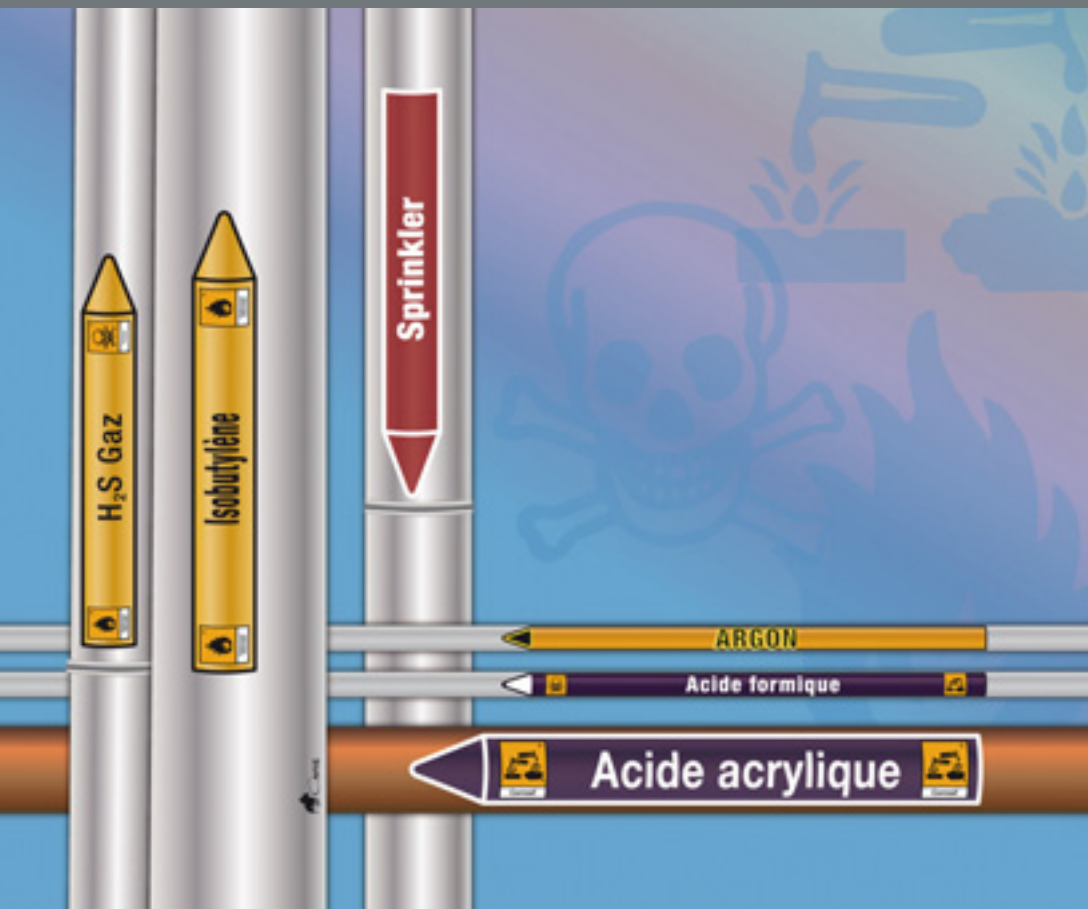 H₂S Gaz
Isobutylène
Sprinkler
ARGON
Acide formique
Acide acrylique